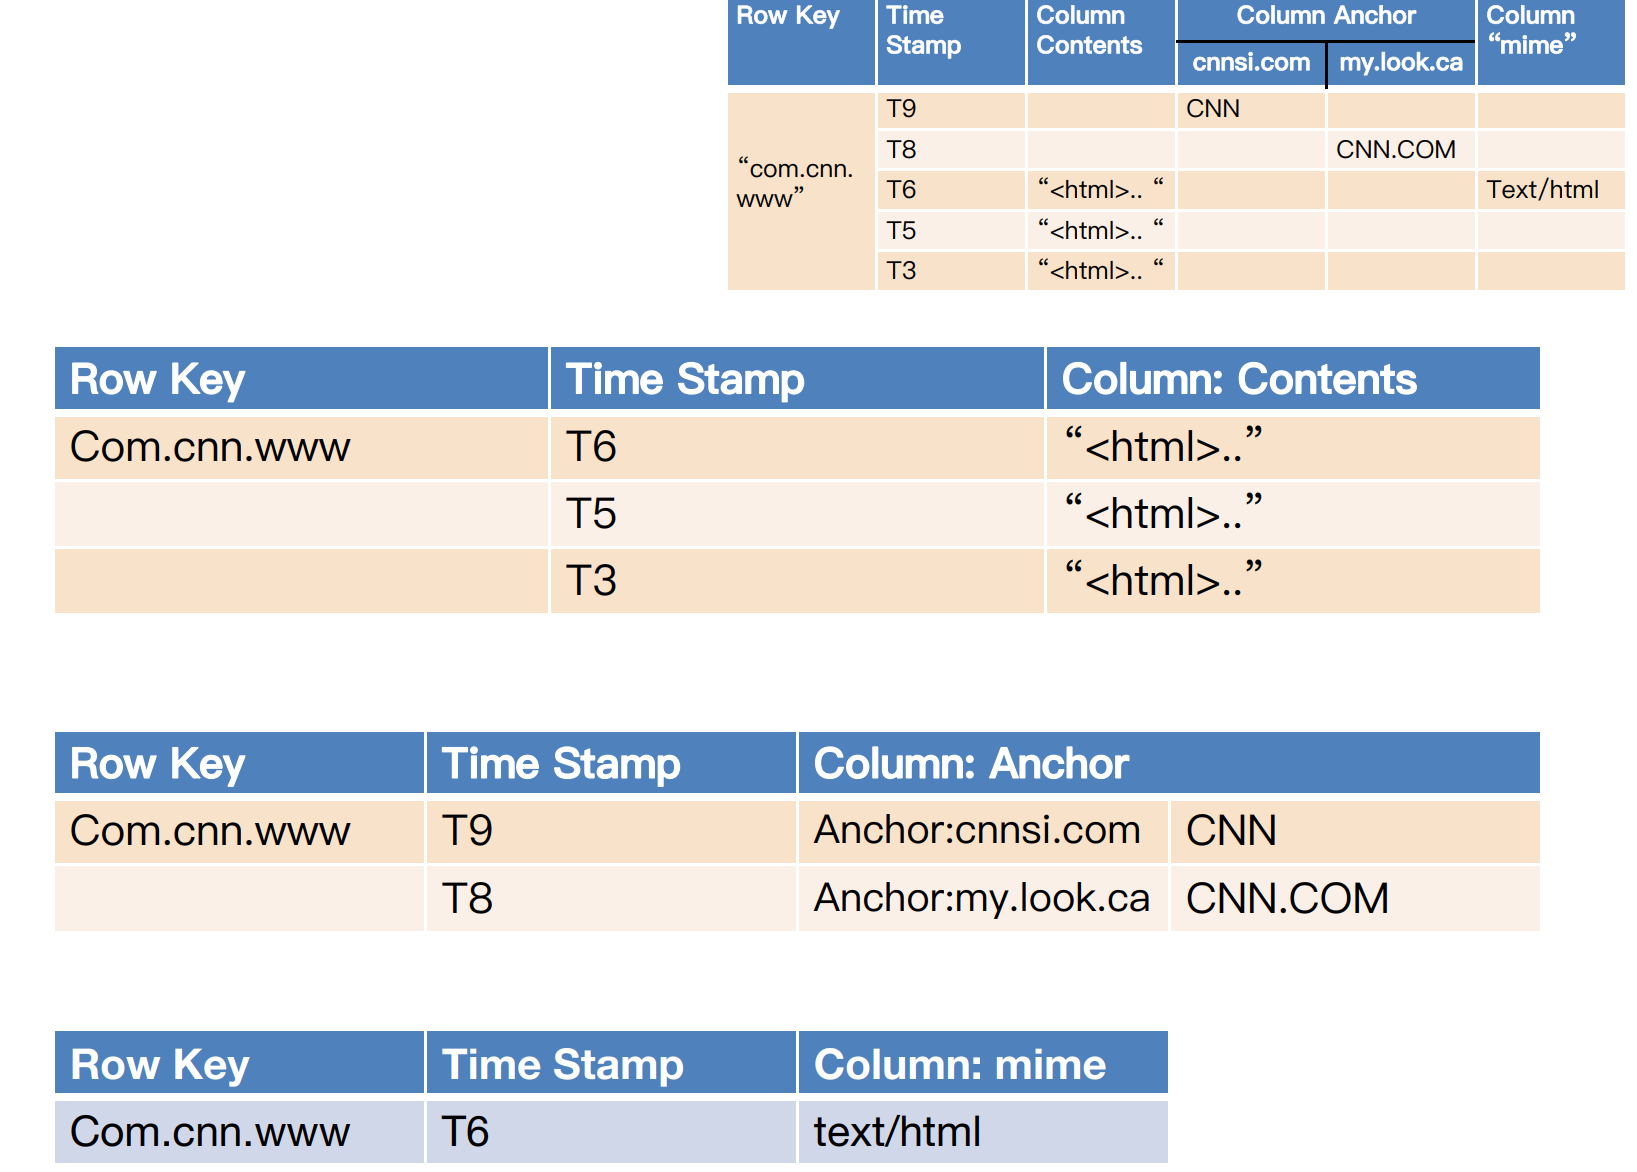 Row Key Time Stamp Column Contents Column Anchor Column “mime”
cnnsi.com my.look.ca
“com.cnn.www” T9 CNN
T8 CNN.COM
T6 “<html>.. “ Text/html
T5 “<html>.. “
T3 “<html>.. “
Row Key Time Stamp Column: Contents
Com.cnn.www T6 “<html>..”
T5 “<html>..”
T3 “<html>..”
Row Key Time Stamp Column: Anchor
Com.cnn.www T9 Anchor:cnnsi.com CNN
T8 Anchor:my.look.ca CNN.COM
Row Key Time Stamp Column: mime
Com.cnn.www T6 text/html